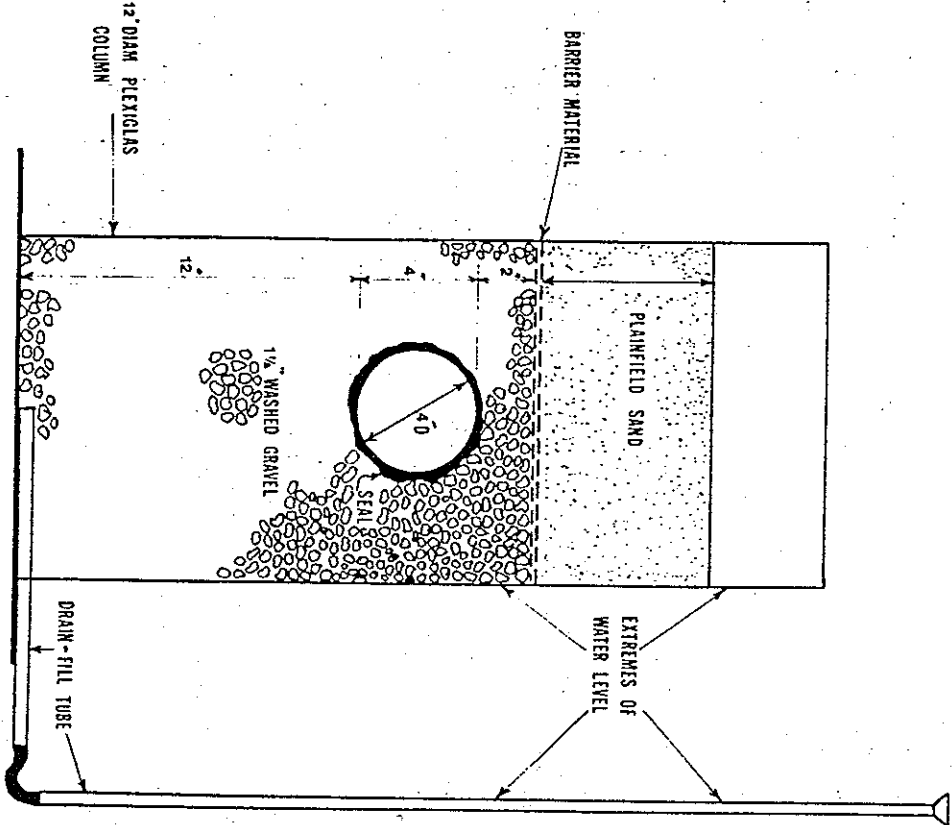 12" DIAM PLEXIGLAS
COLUMN
BARRIER MATERIAL
12"
4"
2"
PLAINFIELD SAND
4"D
SEAL
1¼" WASHED GRAVEL
EXTREMES OF
WATER LEVEL
DRAIN-FILL TUBE